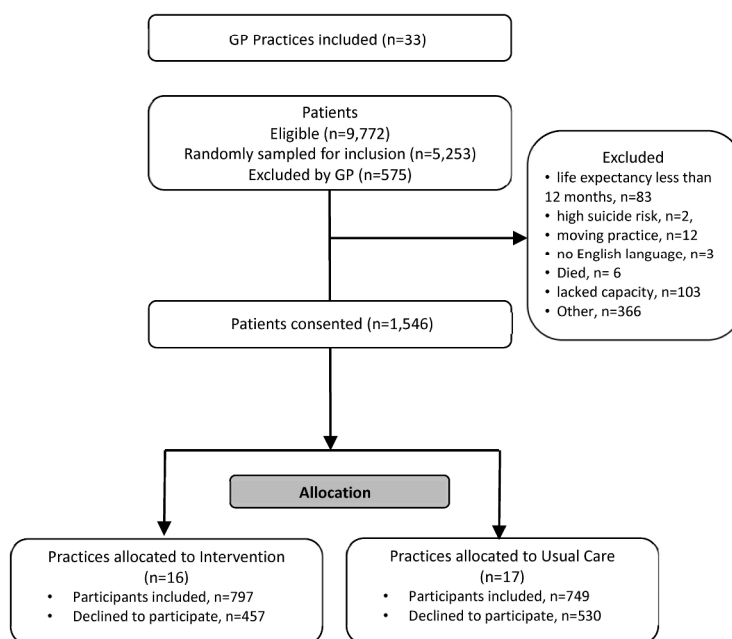 GP Practices included (n=33)
Patients
Eligible (n=9,772)
Randomly sampled for inclusion (n=5,253)
Excluded by GP (n=575)
Excluded
• life expectancy less than
12 months, n=83
• high suicide risk, n=2,
• moving practice, n=12
• no English language, n=3
• Died, n= 6
• lacked capacity, n=103
• Other, n=366
Patients consented (n=1,546)
Allocation
Practices allocated to Intervention
(n=16)
• Participants included, n=797
• Declined to participate, n=457
Practices allocated to Usual Care
(n=17)
• Participants included, n=749
• Declined to participate, n=530